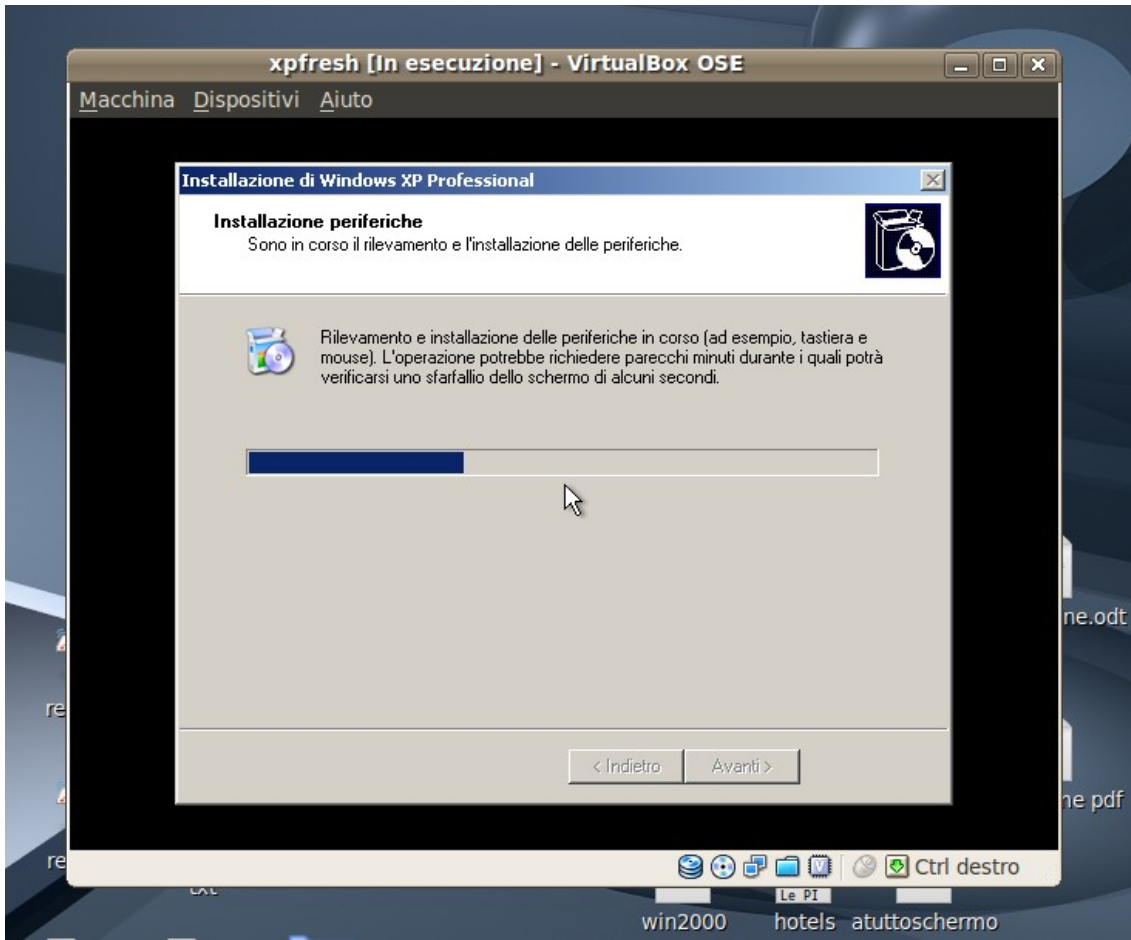 xpfresh [In esecuzione] - VirtualBox OSE
Macchina Dispositivi Aiuto
Installazione di Windows XP Professional
Installazione periferiche
Sono in corso il rilevamento e l'installazione delle periferiche.
Rilevamento e installazione delle periferiche in corso (ad esempio, tastiera e
mouse). L'operazione potrebbe richiedere parecchi minuti durante i quali potrà
verificarsi uno sfarfallio dello schermo di alcuni secondi.
< Indietro Avanti >
ne.odt
re
ne pdf
re
Ctrl destro
txt
Le PI
win2000 hotels atuttoschermo